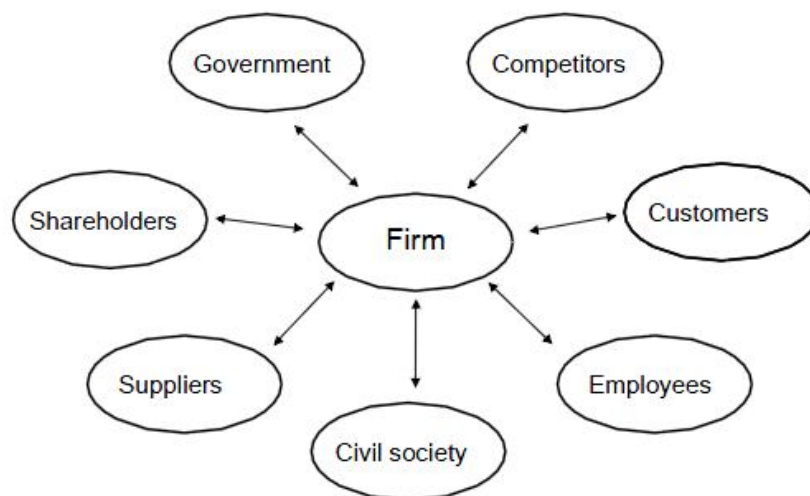 Government
Competitors
Shareholders
Firm
Customers
Suppliers
Employees
Civil society